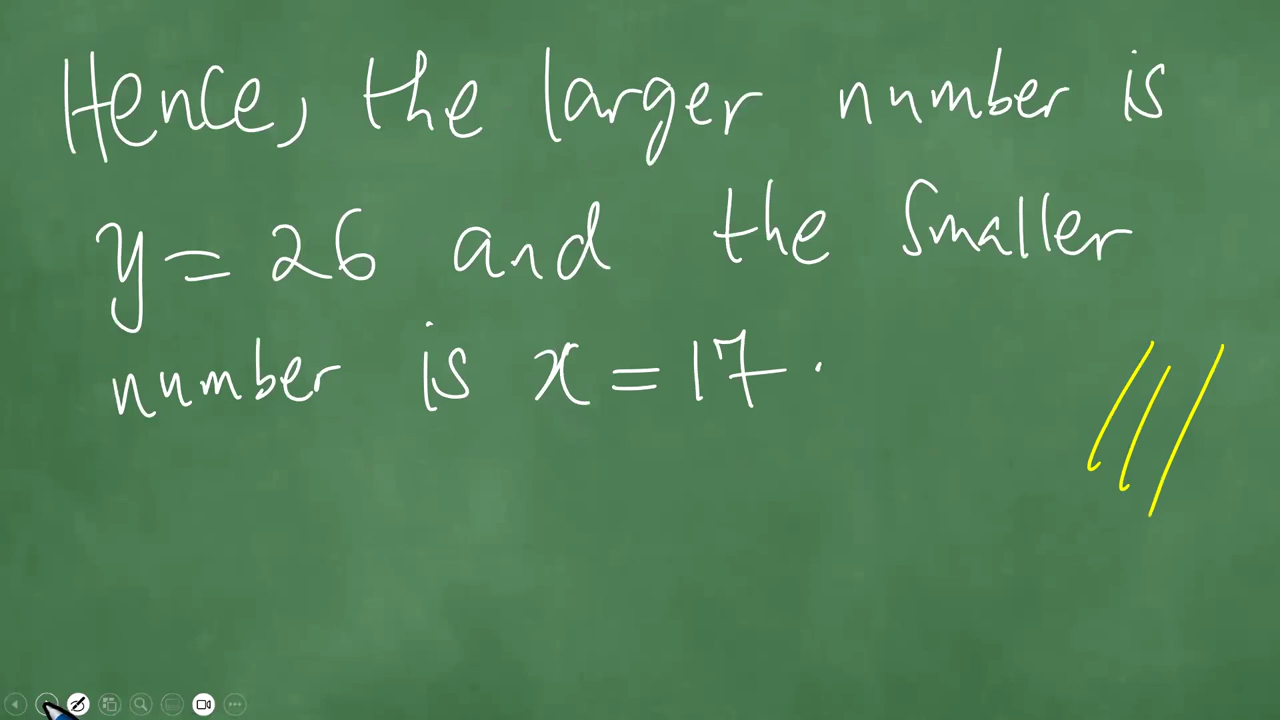 Hence, the larger number is
y = 26 and the smaller
number is x = 17.